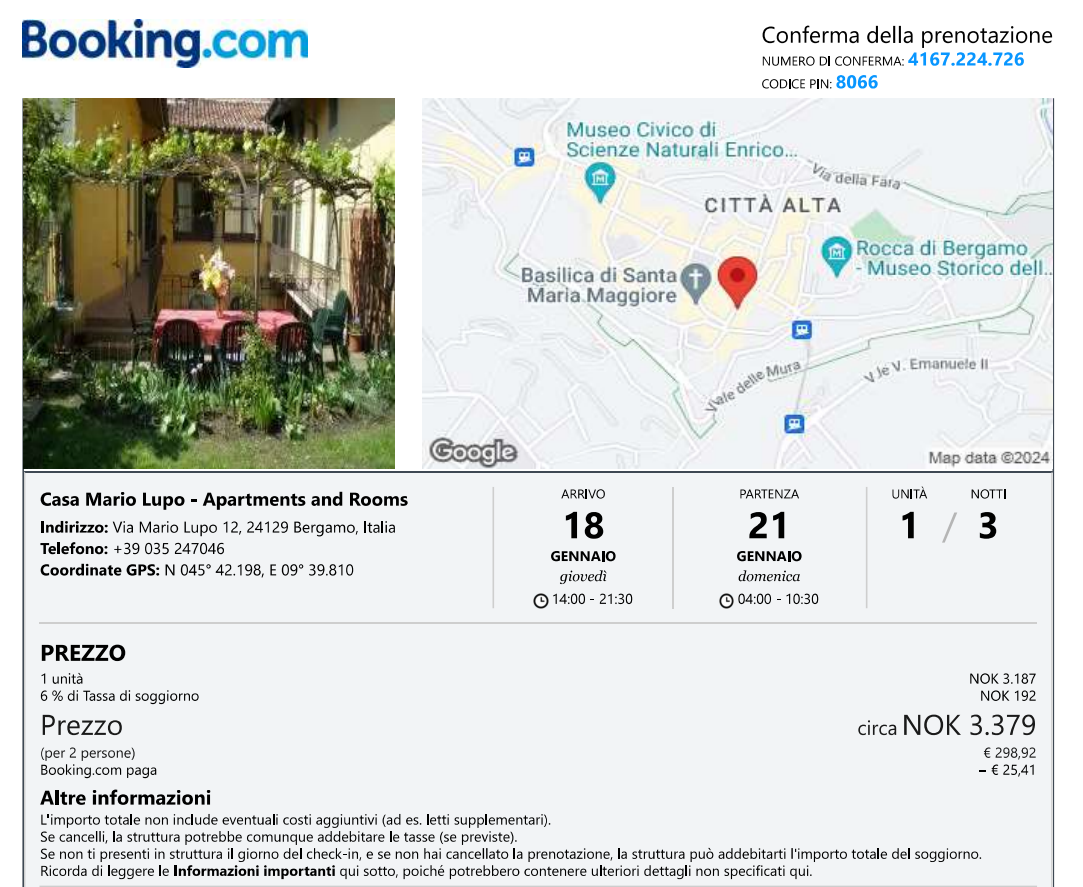 Booking.com
Conferma della prenotazione
NUMERO DI CONFERMA: 4167.224.726
CODICE PIN: 8066
Museo Civico di
Scienze Naturali Enrico...
Via della Fara
CITTÀ ALTA
Rocca di Bergamo
- Museo Storico dell..
Basilica di Santa
Maria Maggiore
Viale delle Mura
V.le V. Emanuele II
Google
Map data ©2024
Casa Mario Lupo - Apartments and Rooms
Indirizzo: Via Mario Lupo 12, 24129 Bergamo, Italia
Telefono: +39 035 247046
Coordinate GPS: N 045° 42.198, E 09° 39.810
ARRIVO
18
GENNAIO
giovedì
14:00 - 21:30
PARTENZA
21
GENNAIO
domenica
04:00 - 10:30
UNITÀ NOTTI
1 / 3
PREZZO
1 unità NOK 3.187
6 % di Tassa di soggiorno NOK 192
Prezzo circa NOK 3.379
(per 2 persone) € 298,92
Booking.com paga – € 25,41
Altre informazioni
L'importo totale non include eventuali costi aggiuntivi (ad es. letti supplementari).
Se cancelli, la struttura potrebbe comunque addebitare le tasse (se previste).
Se non ti presenti in struttura il giorno del check-in, e se non hai cancellato la prenotazione, la struttura può addebitarti l'importo totale del soggiorno.
Ricorda di leggere le Informazioni importanti qui sotto, poiché potrebbero contenere ulteriori dettagli non specificati qui.